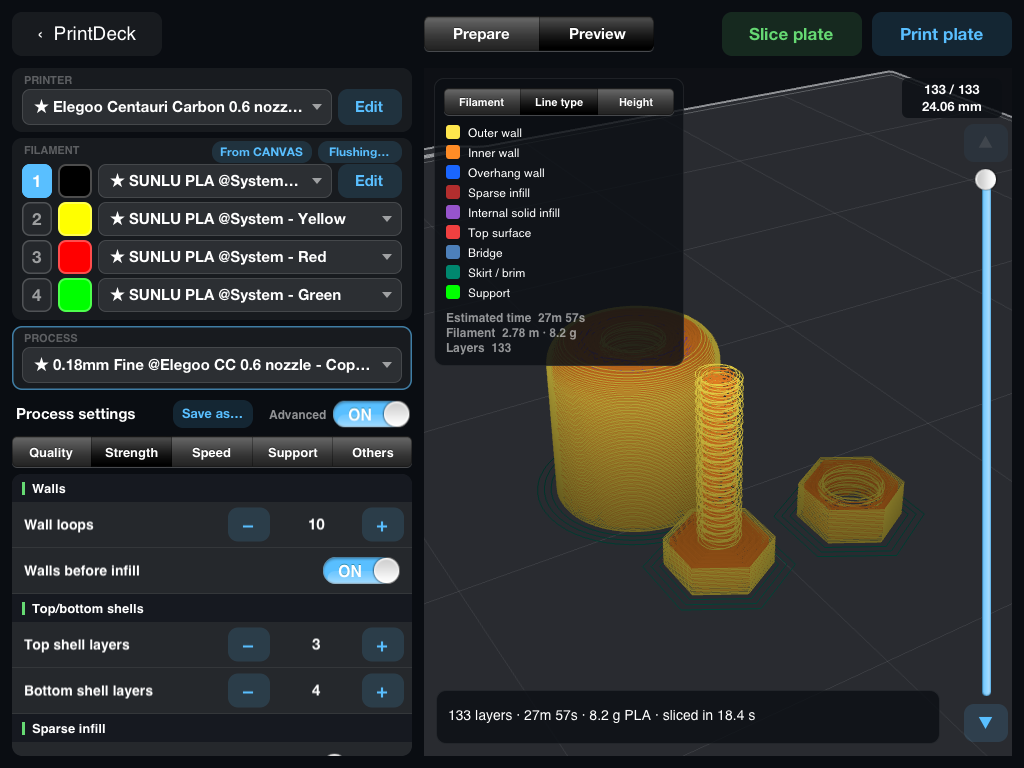 ‹ PrintDeck
Prepare
Preview
Slice plate
Print plate
PRINTER
★ Elegoo Centauri Carbon 0.6 nozz...
Edit
FILAMENT
From CANVAS
Flushing...
1
★ SUNLU PLA @System...
Edit
2
★ SUNLU PLA @System - Yellow
3
★ SUNLU PLA @System - Red
4
★ SUNLU PLA @System - Green
PROCESS
★ 0.18mm Fine @Elegoo CC 0.6 nozzle - Cop...
Process settings
Save as...
Advanced
ON
Quality
Strength
Speed
Support
Others
Walls
Wall loops
− 10 +
Walls before infill
ON
Top/bottom shells
Top shell layers
− 3 +
Bottom shell layers
− 4 +
Sparse infill
Filament
Line type
Height
Outer wall
Inner wall
Overhang wall
Sparse infill
Internal solid infill
Top surface
Bridge
Skirt / brim
Support
Estimated time 27m 57s
Filament 2.78 m · 8.2 g
Layers 133
133 / 133
24.06 mm
133 layers · 27m 57s · 8.2 g PLA · sliced in 18.4 s